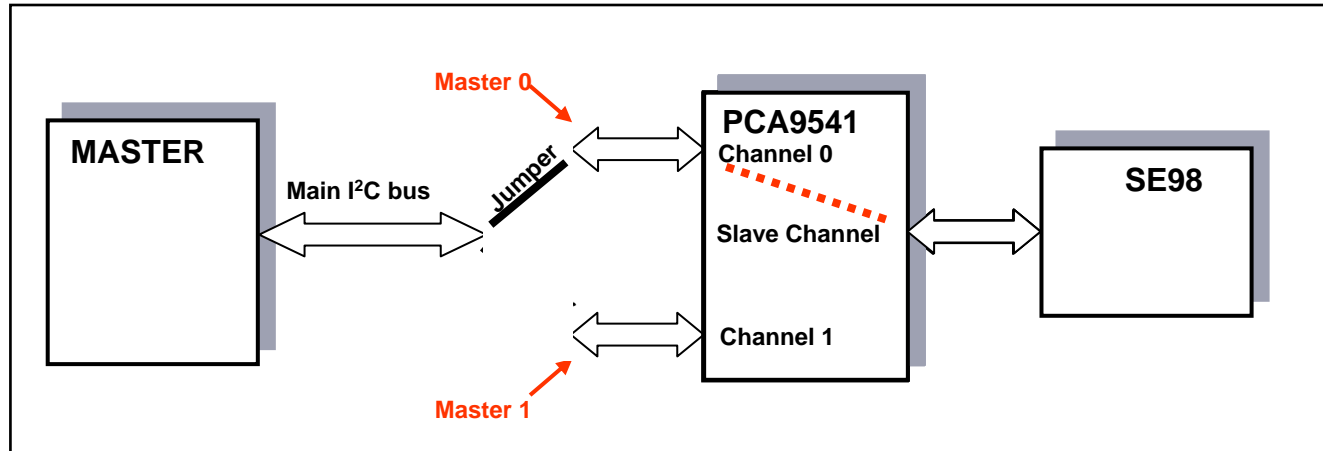 Master 0
MASTER
Main I²C bus
Jumper
PCA9541
Channel 0
Slave Channel
Channel 1
SE98
Master 1